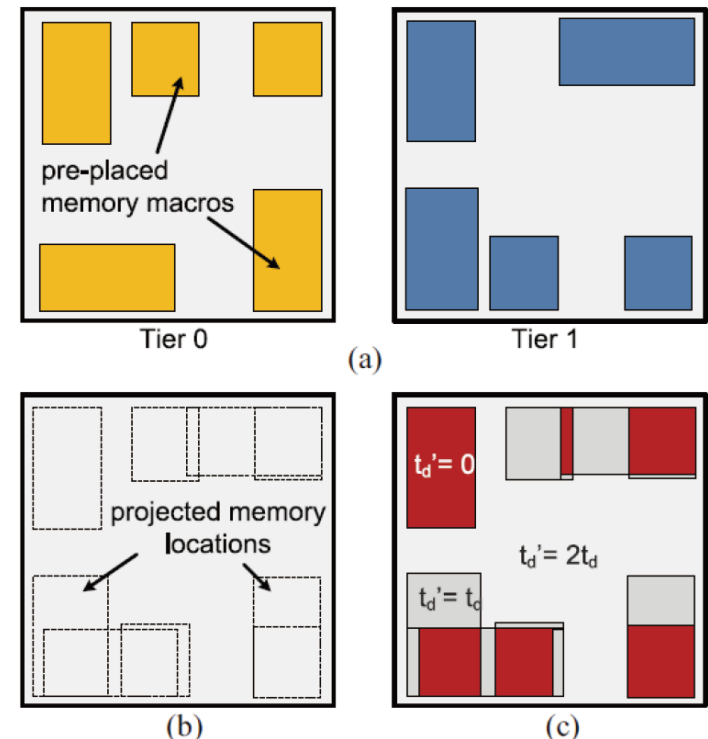 pre-placed
memory macros
Tier 0
Tier 1
(a)
projected memory
locations
(b)
t_d'= 0
t_d'= 2t_d
t_d'= t_d
(c)